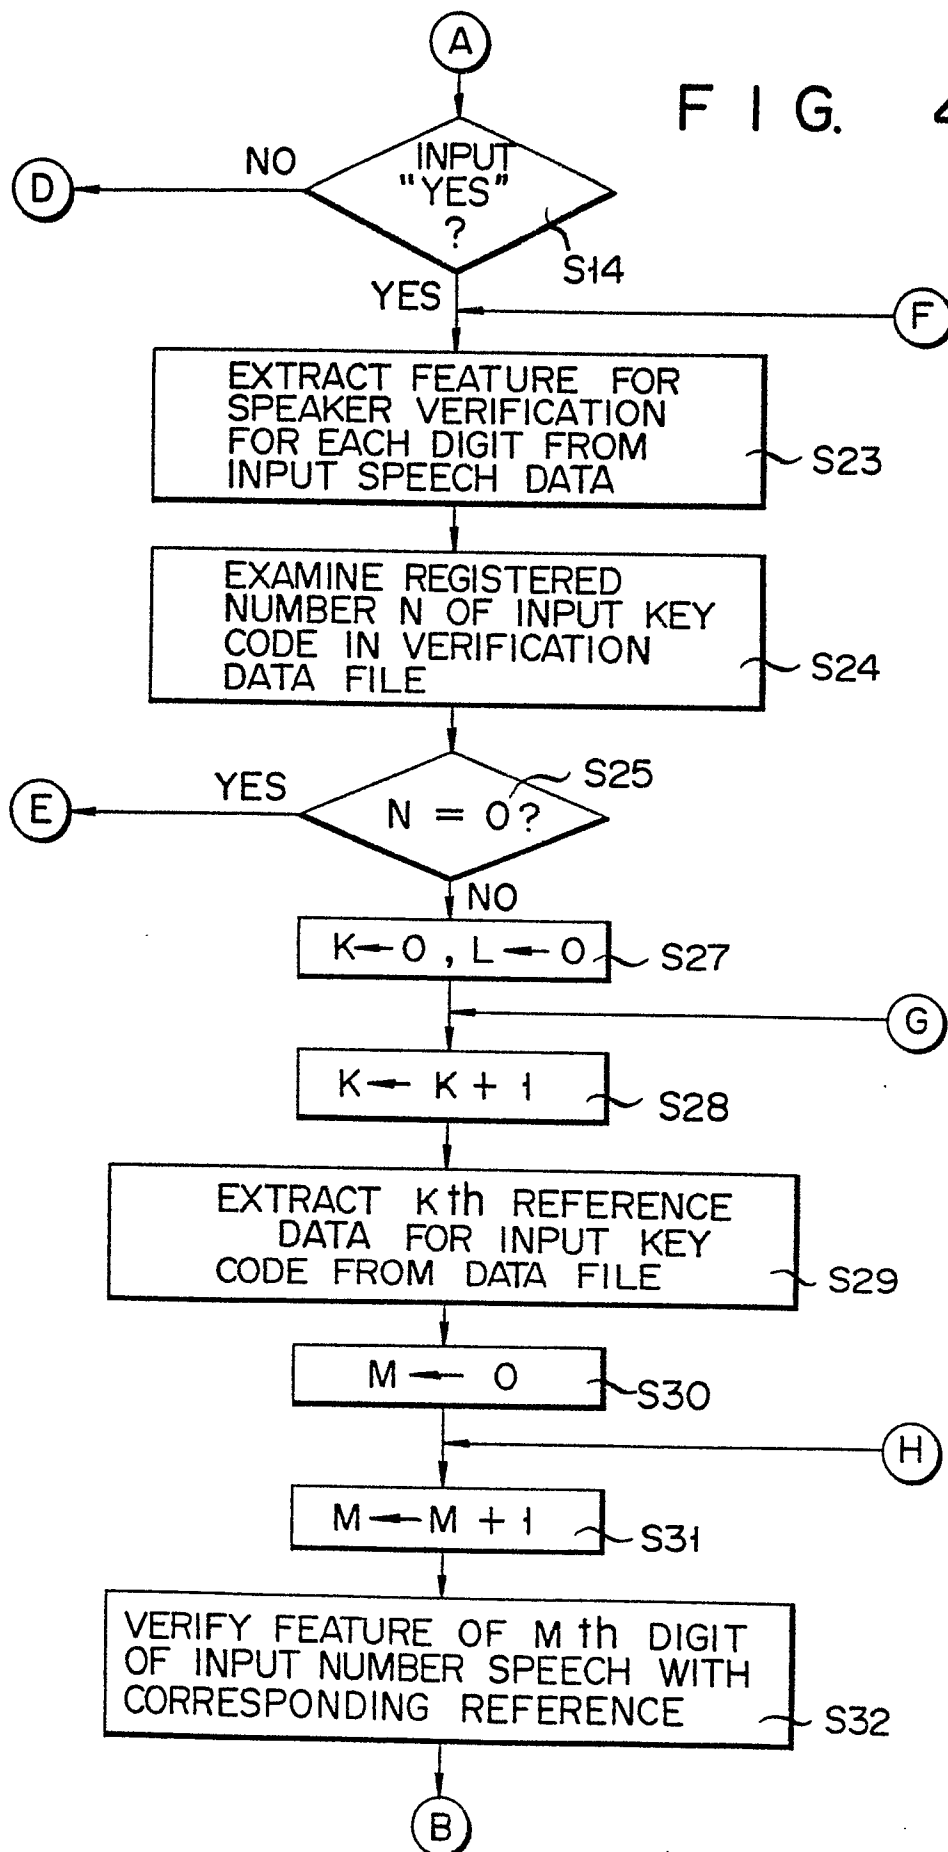 A
FIG. 4
INPUT
"YES"
?
NO
D
S14
YES
F
EXTRACT FEATURE FOR
SPEAKER VERIFICATION
FOR EACH DIGIT FROM
INPUT SPEECH DATA
S23
EXAMINE REGISTERED
NUMBER N OF INPUT KEY
CODE IN VERIFICATION
DATA FILE
S24
S25
YES
E
N = 0?
NO
K←0, L←0
S27
G
K←K+1
S28
EXTRACT Kth REFERENCE
DATA FOR INPUT KEY
CODE FROM DATA FILE
S29
M←0
S30
H
M←M+1
S31
VERIFY FEATURE OF Mth DIGIT
OF INPUT NUMBER SPEECH WITH
CORRESPONDING REFERENCE
S32
B